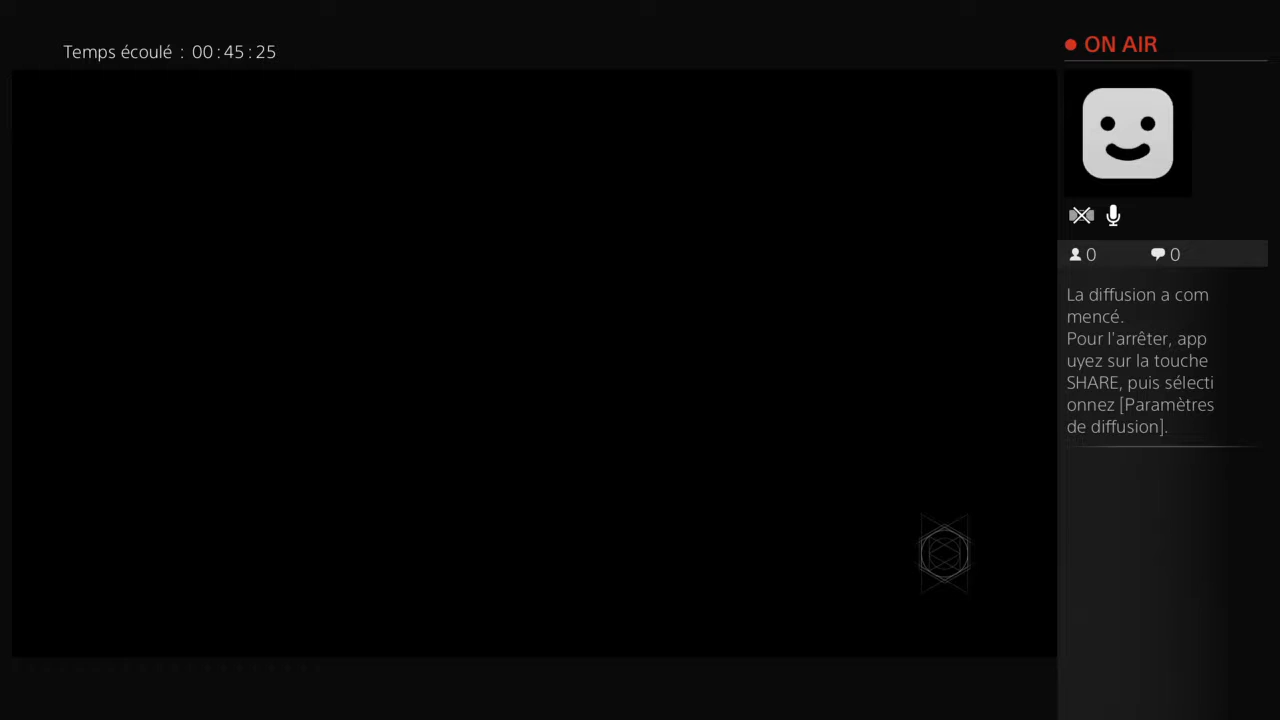 Temps écoulé : 00:45:25
ON AIR
0 0
La diffusion a com
mencé.
Pour l'arrêter, app
uyez sur la touche
SHARE, puis sélecti
onnez [Paramètres
de diffusion].